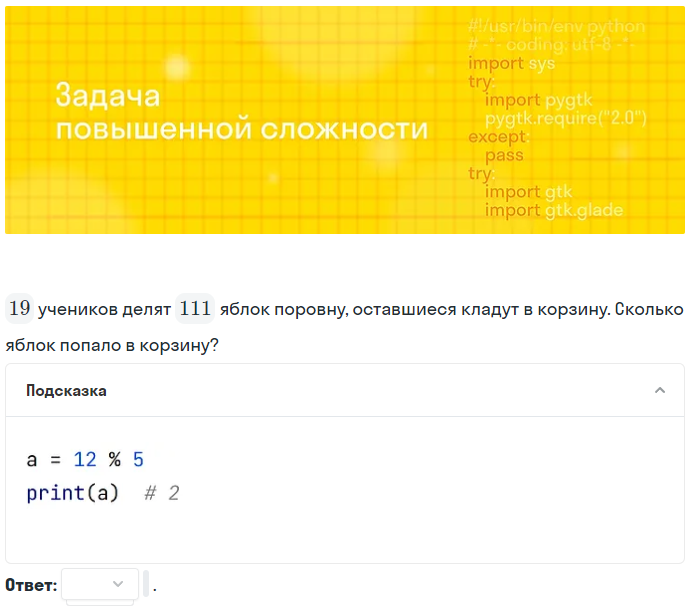 Задача
повышенной сложности
#!/usr/bin/env python
# -*- coding: utf-8 -*-
import sys
try:
import pygtk
pygtk.require("2.0")
except:
pass
try:
import gtk
import gtk.glade
19 учеников делят 111 яблок поровну, оставшиеся кладут в корзину. Сколько
яблок попало в корзину?
Подсказка
a = 12 % 5
print(a) # 2
Ответ: .